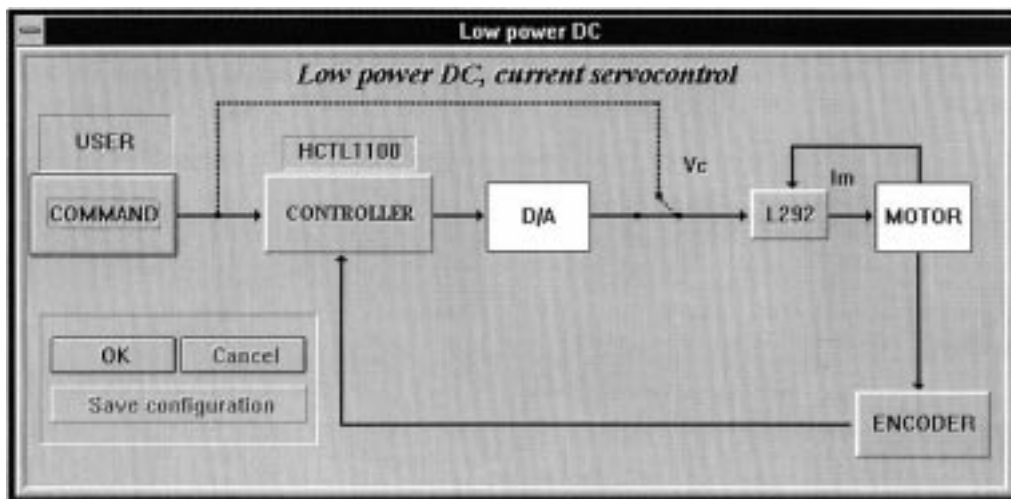 Low power DC
Low power DC, current servocontrol
USER
HCTL1100
Vc
Im
COMMAND
CONTROLLER
D/A
L292
MOTOR
OK
Cancel
Save configuration
ENCODER